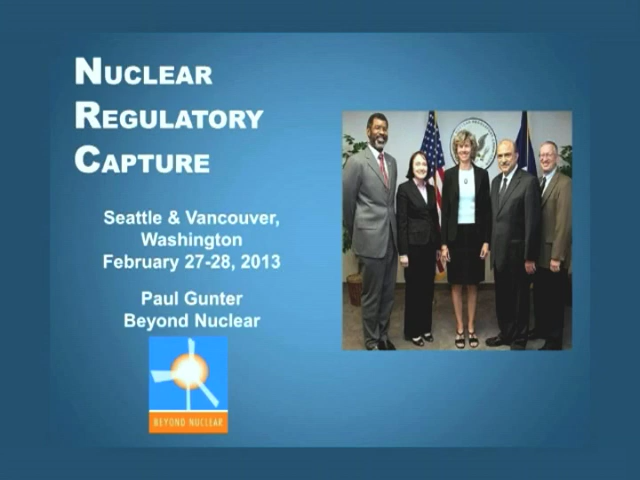 NUCLEAR
REGULATORY
CAPTURE
Seattle & Vancouver,
Washington
February 27-28, 2013
Paul Gunter
Beyond Nuclear
BEYOND NUCLEAR